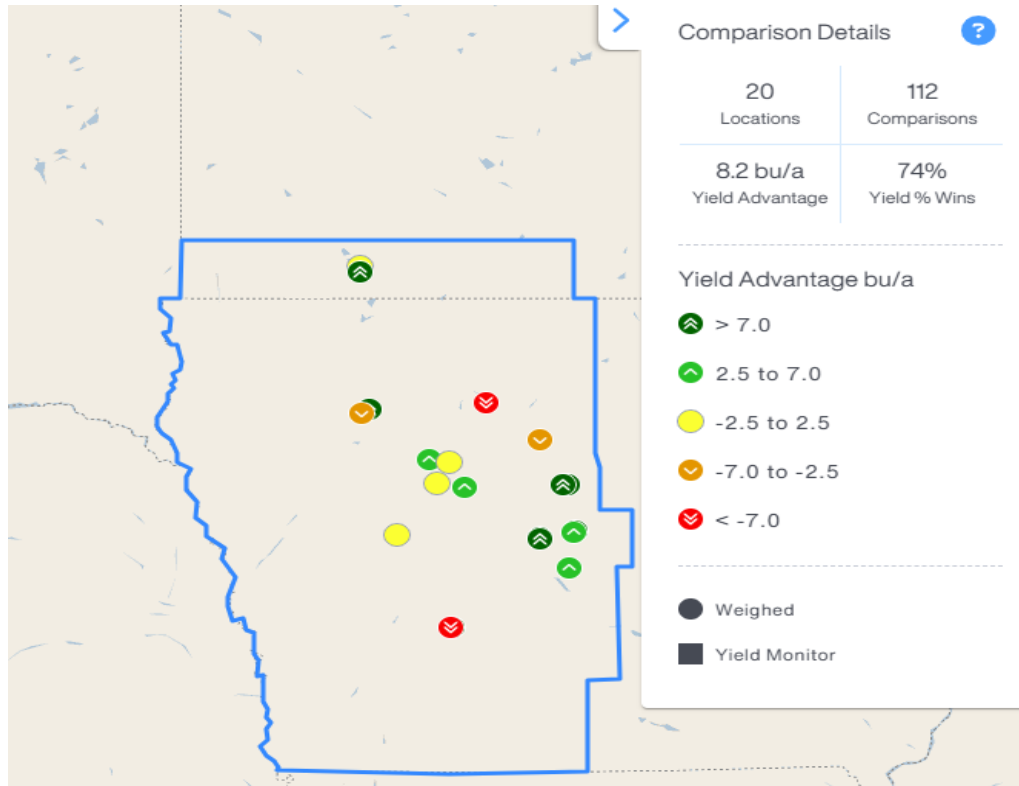 Comparison Details
?
20
Locations
112
Comparisons
8.2 bu/a
Yield Advantage
74%
Yield % Wins
Yield Advantage bu/a
> 7.0
2.5 to 7.0
-2.5 to 2.5
-7.0 to -2.5
< -7.0
Weighed
Yield Monitor